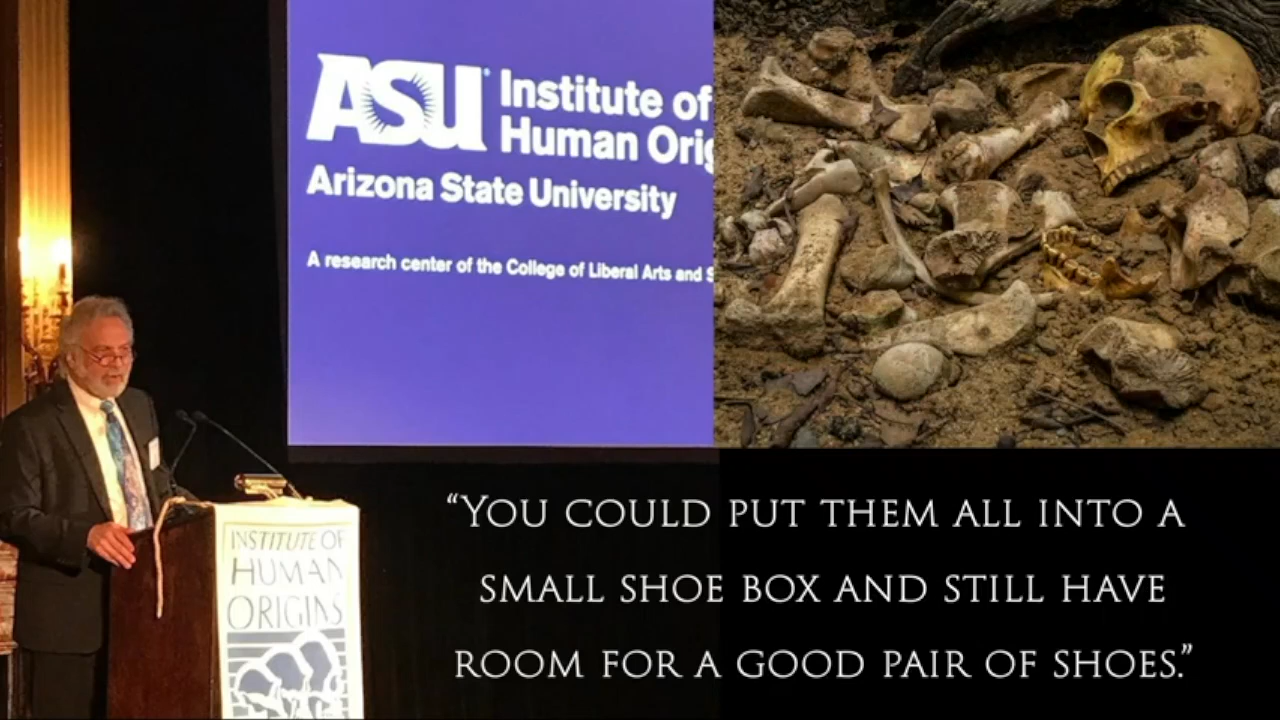 ASU
Institute of
Human Orig
Arizona State University
A research center of the College of Liberal Arts and S
INSTITUTE OF
HUMAN
ORIGINS
“YOU COULD PUT THEM ALL INTO A
SMALL SHOE BOX AND STILL HAVE
ROOM FOR A GOOD PAIR OF SHOES.”